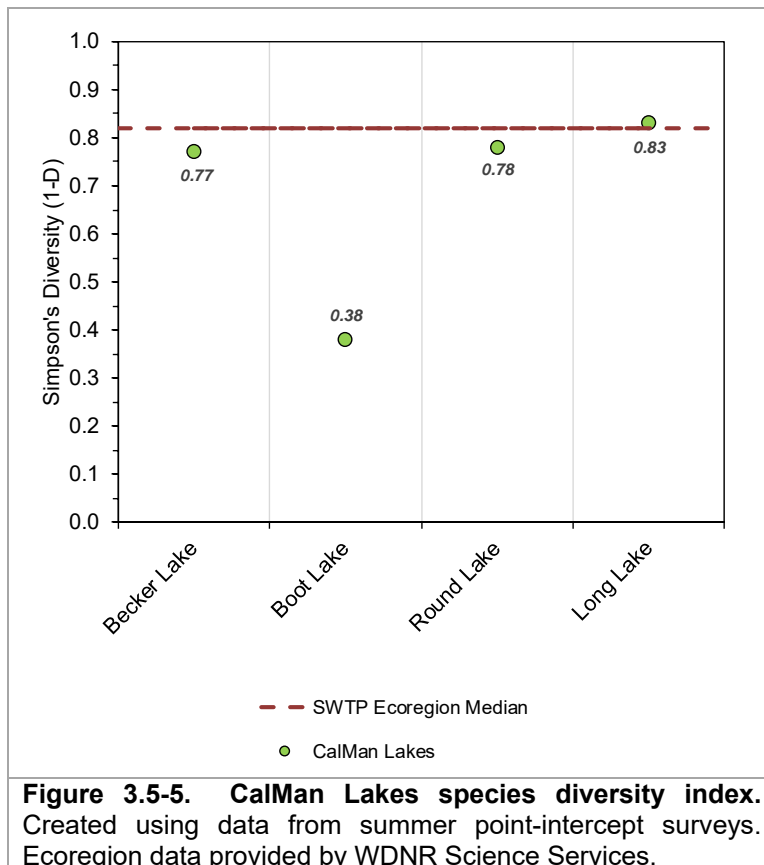 1.0
0.9
0.8
0.7
0.6
0.5
0.4
0.3
0.2
0.1
0.0
Simpson's Diversity (1-D)
0.77
0.38
0.78
0.83
Becker Lake
Boot Lake
Round Lake
Long Lake
SWTP Ecoregion Median
CalMan Lakes
Figure 3.5-5. CalMan Lakes species diversity index.
Created using data from summer point-intercept surveys.
Ecoregion data provided by WDNR Science Services.